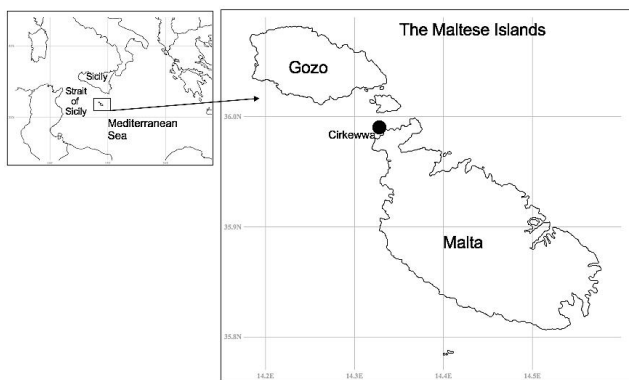 Sicily
Strait
of
Sicily
Mediterranean
Sea
The Maltese Islands
Gozo
36.0N
Cirkewwa
35.9N
Malta
35.8N
14.2E
14.3E
14.4E
14.5E